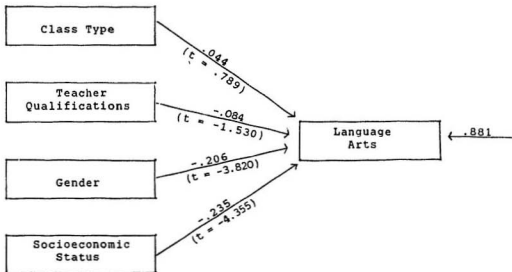 Class Type
.044
(t = .789)
Teacher
Qualifications
-.084
(t = -1.530)
Language
Arts
.881
Gender
-.206
(t = -3.820)
-.235
(t = -4.355)
Socioeconomic
Status